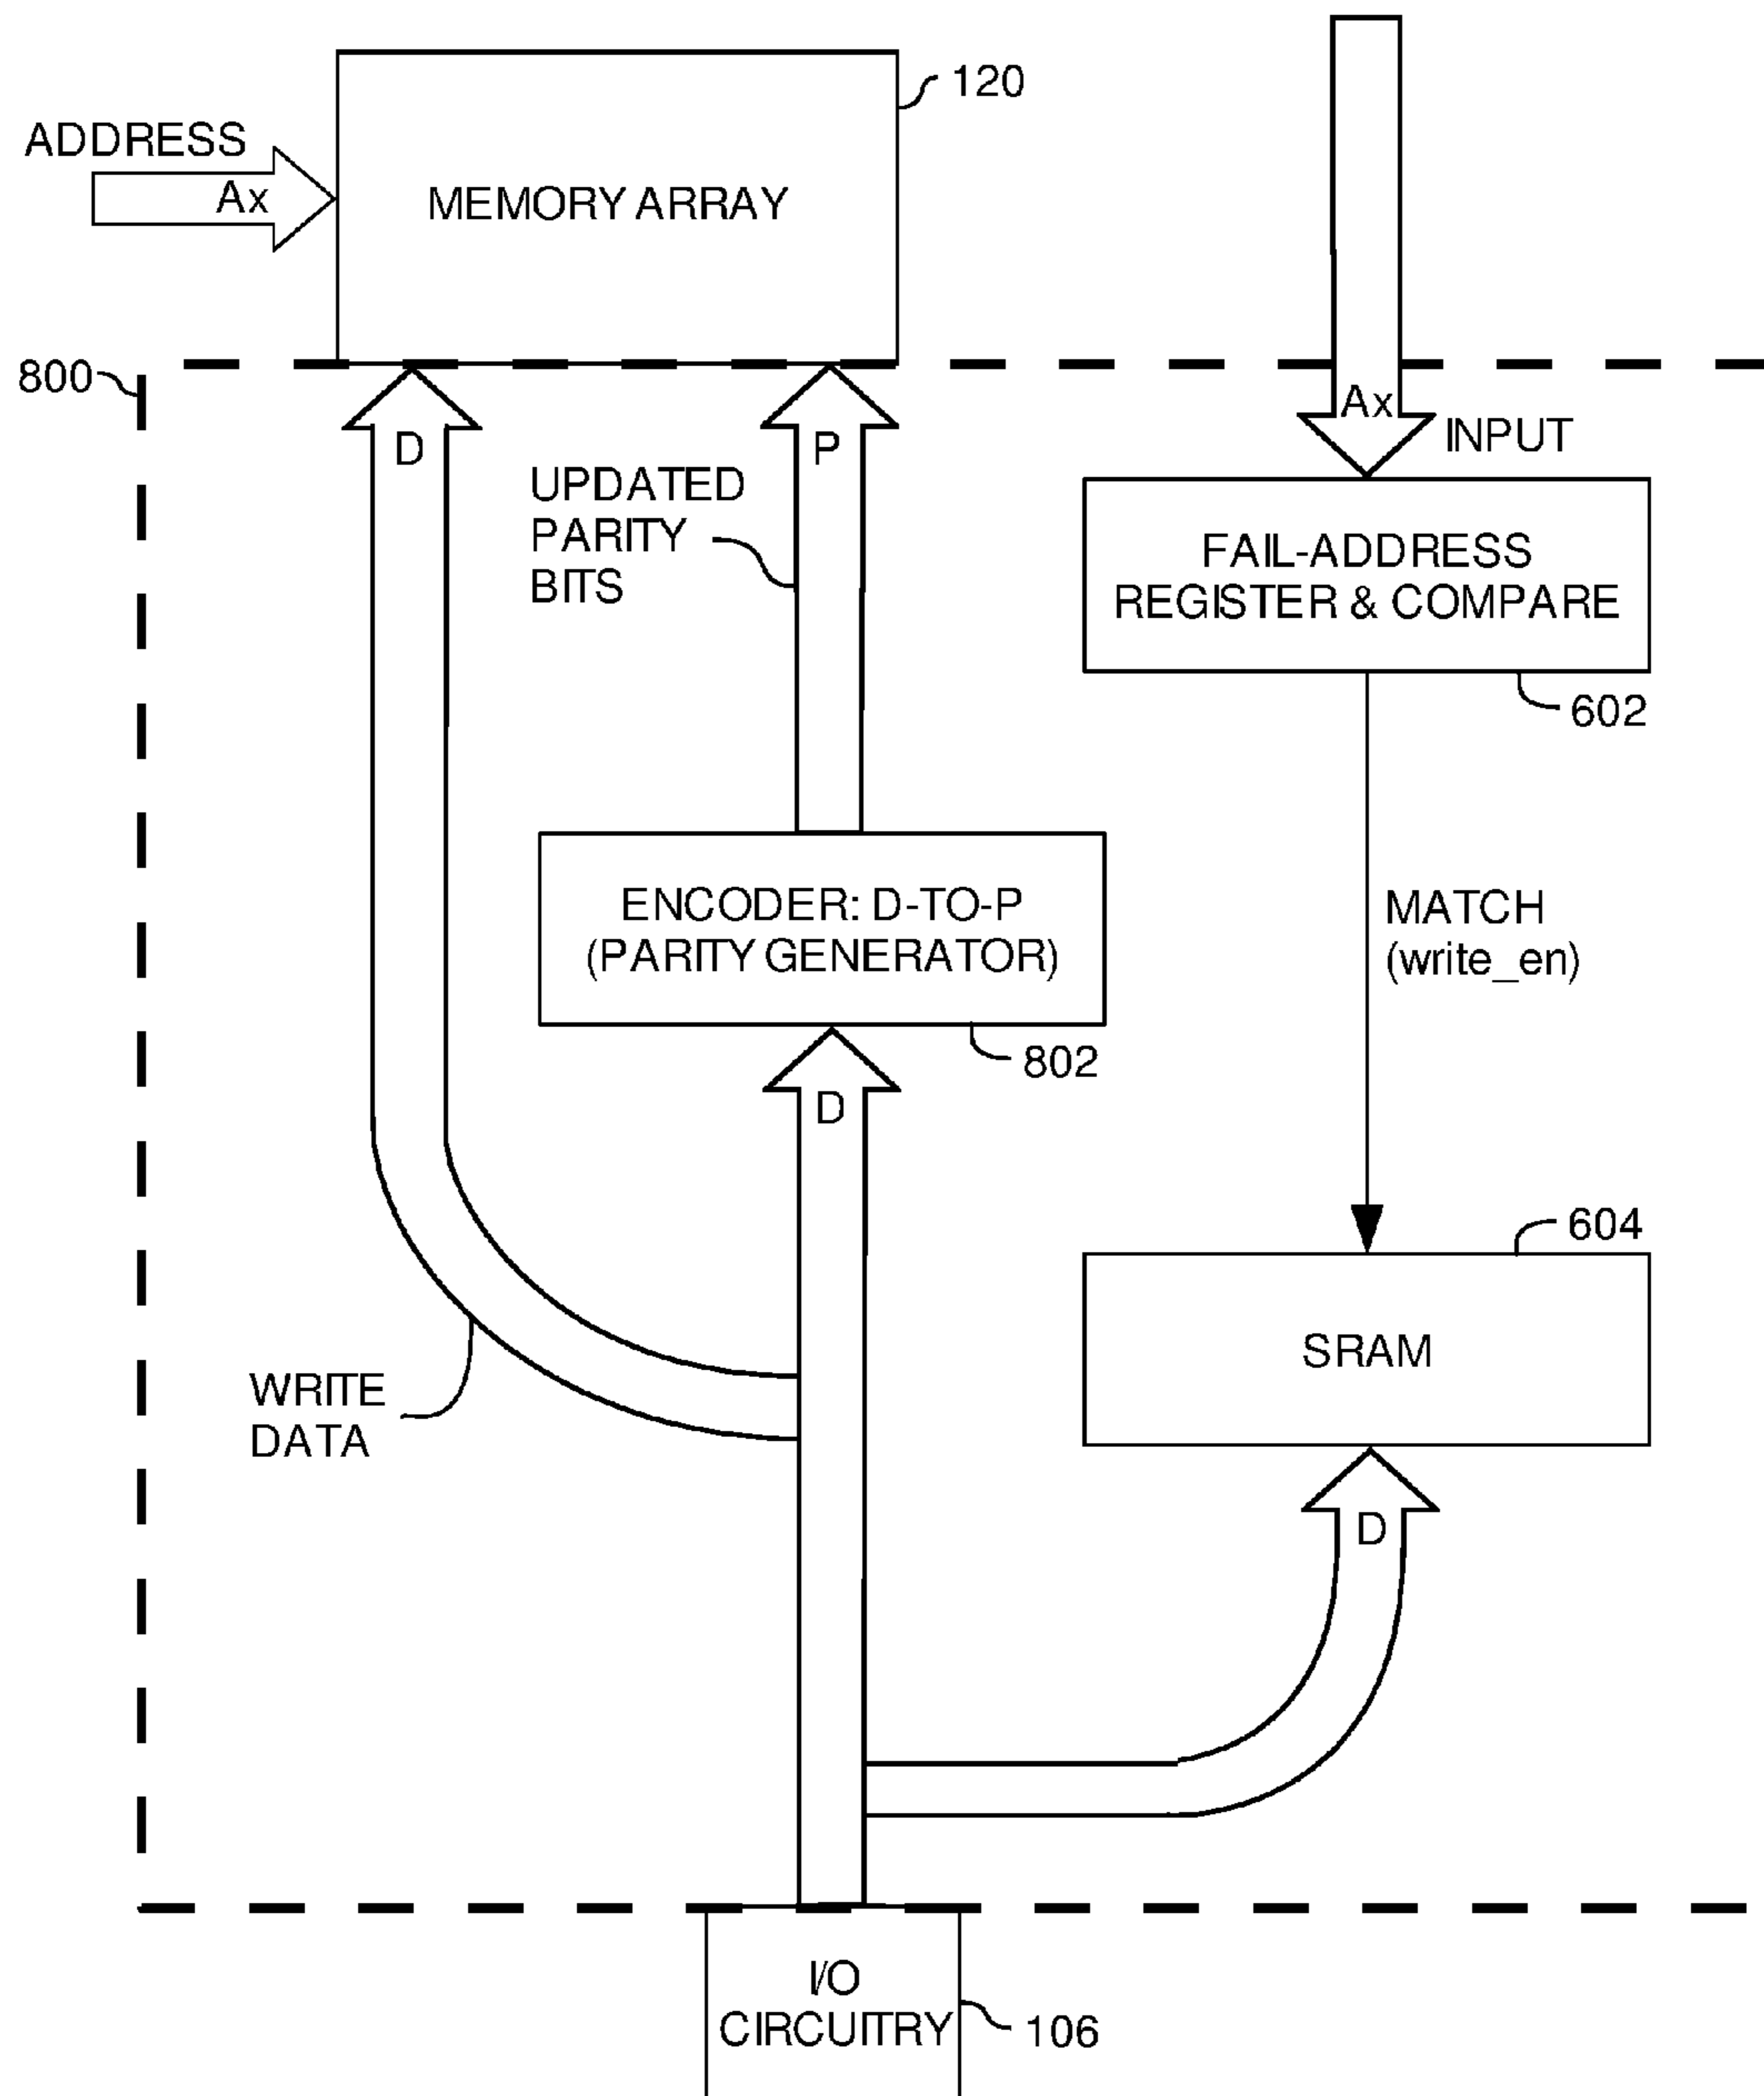 120
ADDRESS
Ax
MEMORY ARRAY
800
Ax
INPUT
D
P
UPDATED
PARITY
BITS
FAIL-ADDRESS
REGISTER & COMPARE
602
ENCODER: D-TO-P
(PARITY GENERATOR)
MATCH
(write_en)
802
D
604
SRAM
WRITE
DATA
D
I/O
CIRCUITRY
106